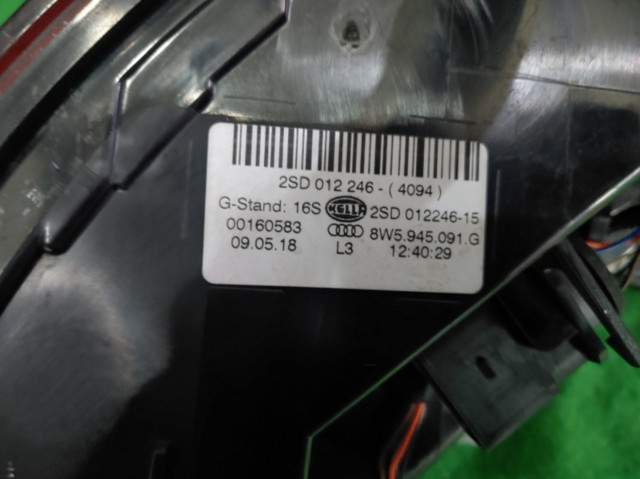 2SD 012 246-(4094)
G-Stand: 16S HELLA 2SD 012246-15
00160583 8W5.945.091.G
09.05.18 L3 12:40:29